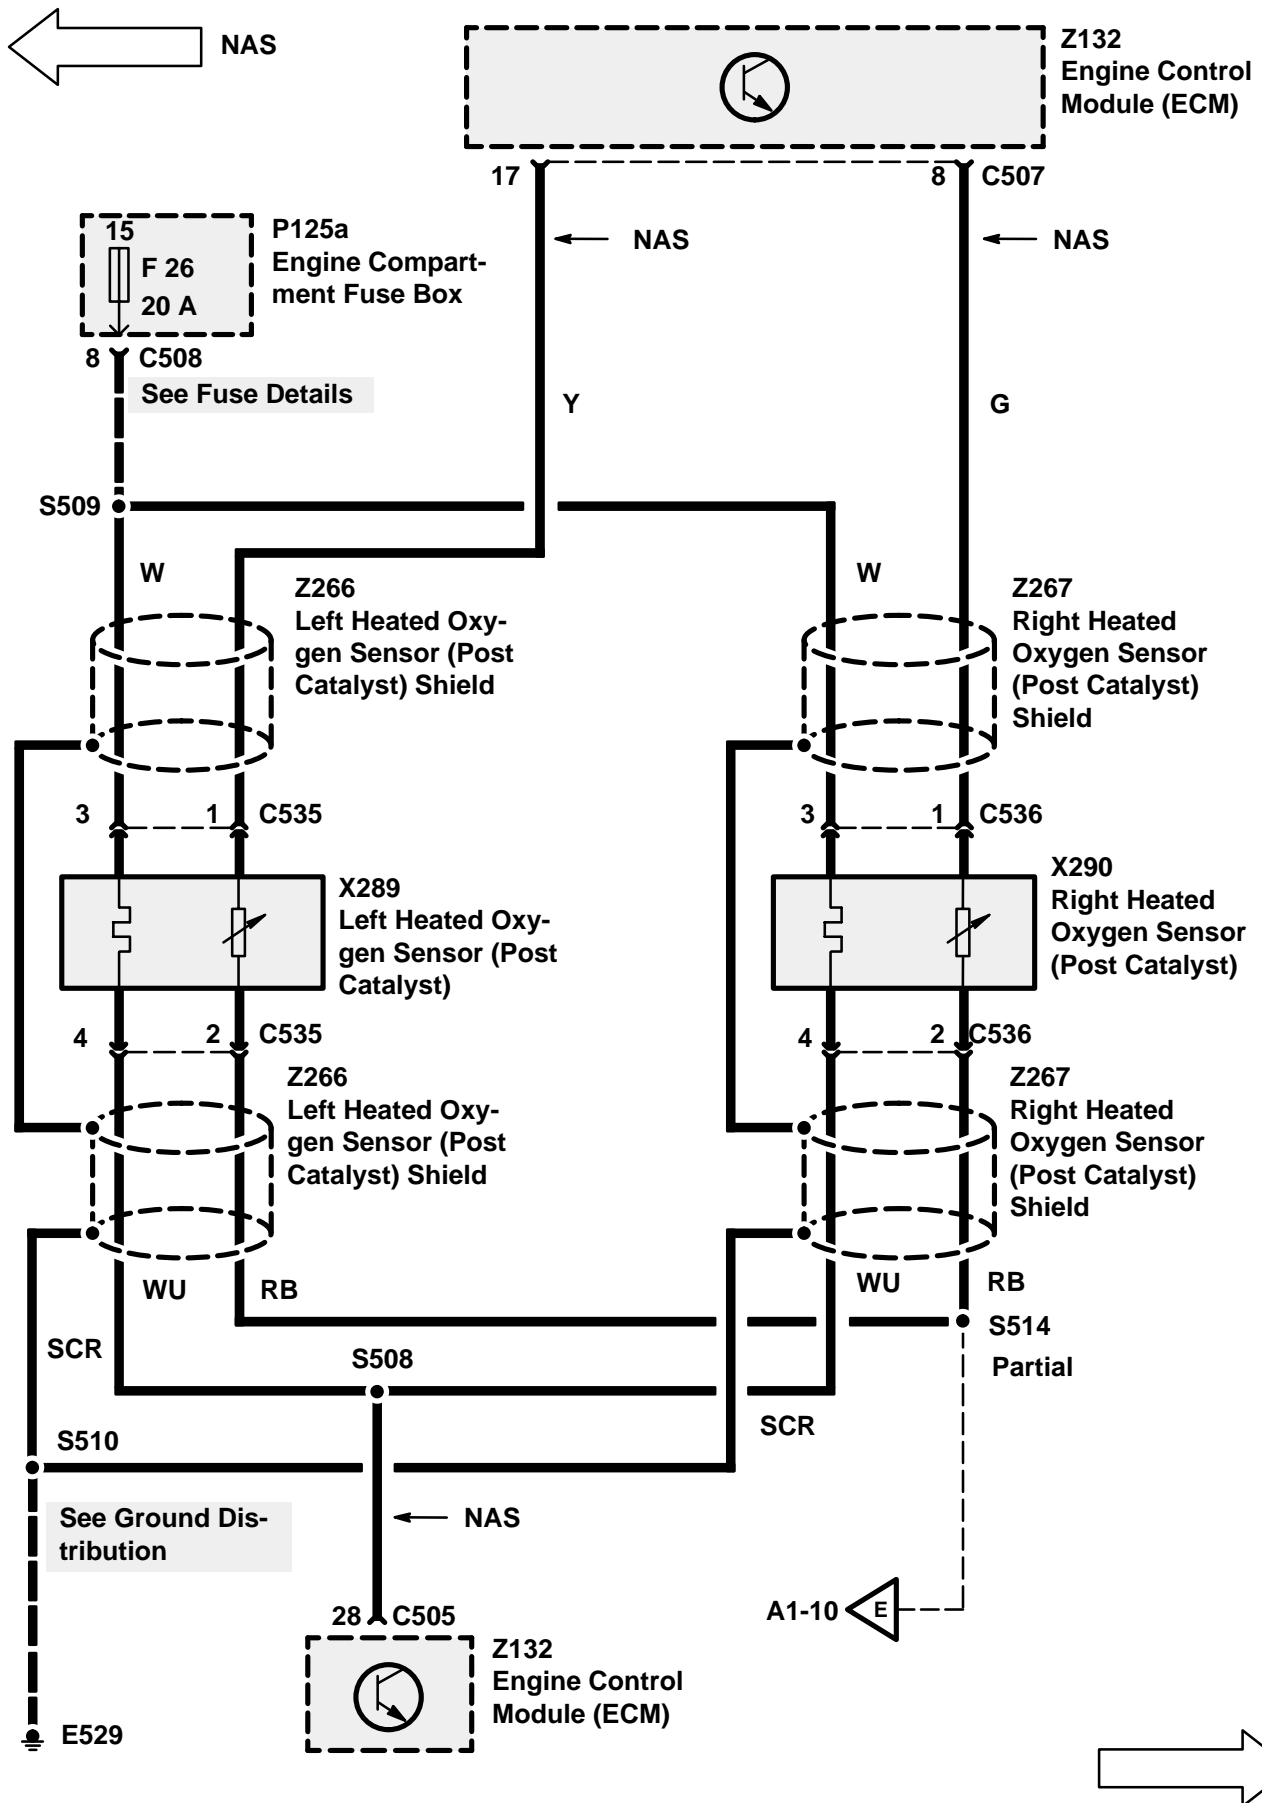 NAS
Z132
Engine Control
Module (ECM)
17
8
C507
15
F 26
20 A
P125a
Engine Compart-
ment Fuse Box
NAS
NAS
8
C508
See Fuse Details
Y
G
S509
W
W
Z266
Left Heated Oxy-
gen Sensor (Post
Catalyst) Shield
Z267
Right Heated
Oxygen Sensor
(Post Catalyst)
Shield
3
1
C535
3
1
C536
X289
Left Heated Oxy-
gen Sensor (Post
Catalyst)
X290
Right Heated
Oxygen Sensor
(Post Catalyst)
4
2
C535
4
2
C536
Z266
Left Heated Oxy-
gen Sensor (Post
Catalyst) Shield
Z267
Right Heated
Oxygen Sensor
(Post Catalyst)
Shield
WU
RB
WU
RB
SCR
S508
S514
Partial
SCR
S510
See Ground Dis-
tribution
NAS
A1-10
E
28
C505
Z132
Engine Control
Module (ECM)
E529